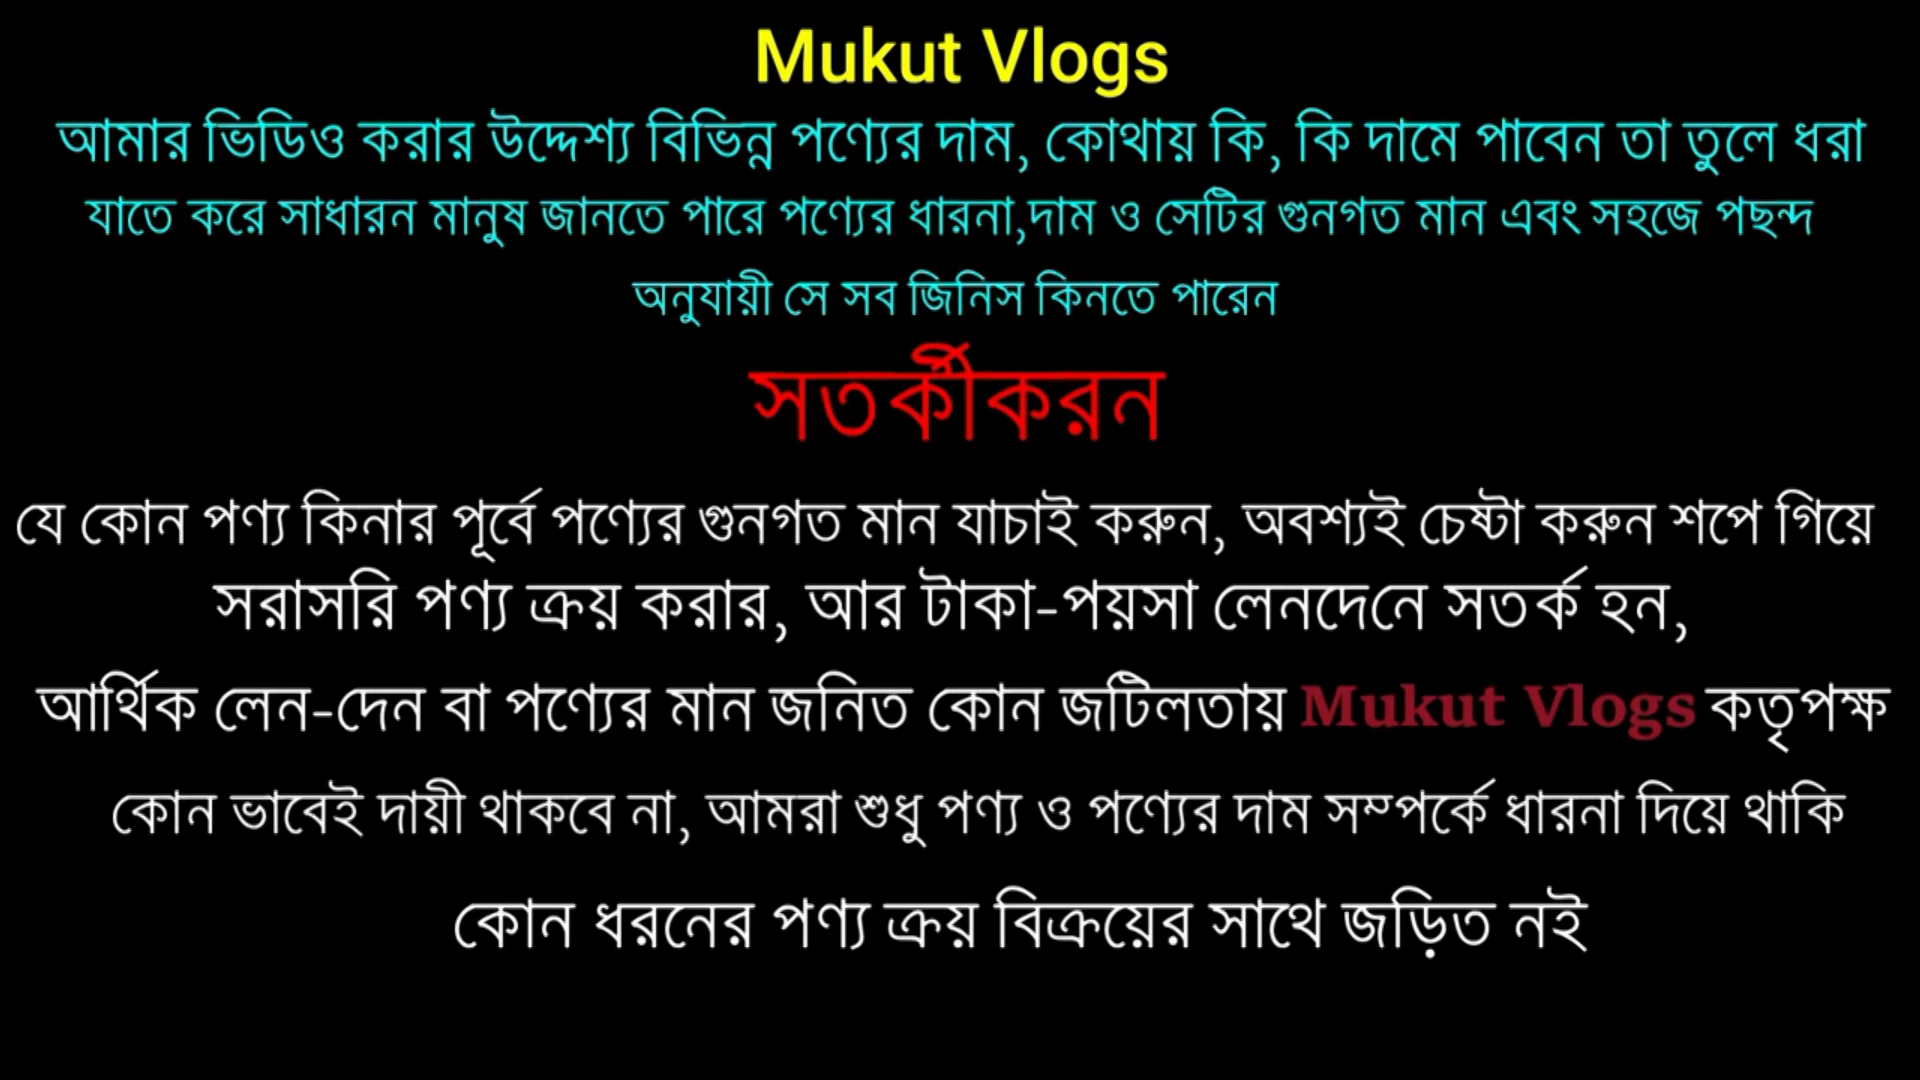 Mukut Vlogs
আমার ভিডিও করার উদ্দেশ্য বিভিন্ন পণ্যের দাম, কোথায় কি, কি দামে পাবেন তা তুলে ধরা
যাতে করে সাধারন মানুষ জানতে পারে পণ্যের ধারনা,দাম ও সেটির গুনগত মান এবং সহজে পছন্দ
অনুযায়ী সে সব জিনিস কিনতে পারেন
সতর্কীকরন
যে কোন পণ্য কিনার পূর্বে পণ্যের গুনগত মান যাচাই করুন, অবশ্যই চেষ্টা করুন শপে গিয়ে
সরাসরি পণ্য ক্রয় করার, আর টাকা-পয়সা লেনদেনে সতর্ক হন,
আর্থিক লেন-দেন বা পণ্যের মান জনিত কোন জটিলতায় Mukut Vlogs কতৃপক্ষ
কোন ভাবেই দায়ী থাকবে না, আমরা শুধু পণ্য ও পণ্যের দাম সম্পর্কে ধারনা দিয়ে থাকি
কোন ধরনের পণ্য ক্রয় বিক্রয়ের সাথে জড়িত নই